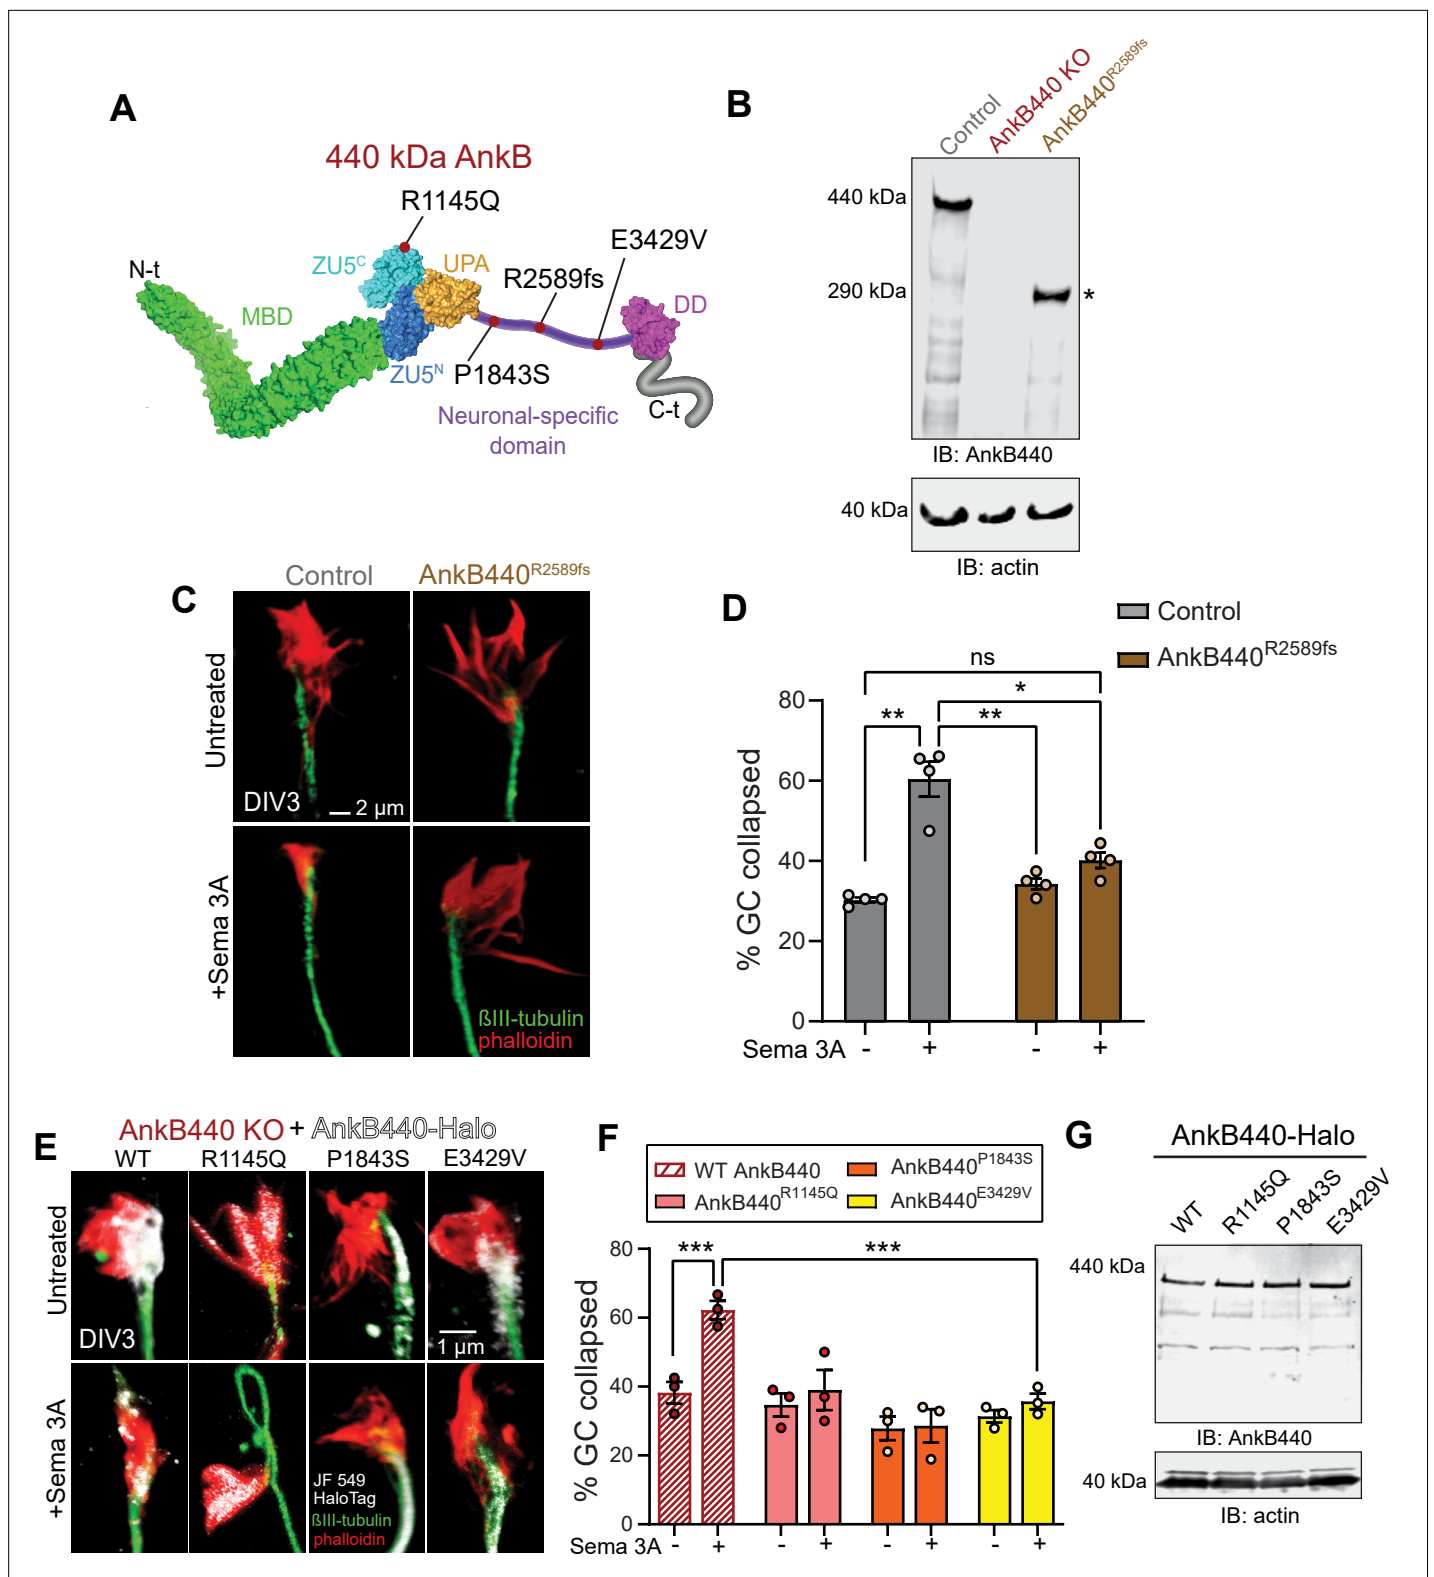 A
440 kDa AnkB
R1145Q
E3429V
N-t
ZU5C
UPA
R2589fs
MBD
DD
ZU5N
P1843S
C-t
Neuronal-specific
domain
B
Control
AnkB440 KO
AnkB440R2589fs
440 kDa
290 kDa
*
IB: AnkB440
40 kDa
IB: actin
C
Control
AnkB440R2589fs
Untreated
DIV3
2 µm
+Sema 3A
ßIII-tubulin
phalloidin
D
Control
AnkB440R2589fs
ns
*
**
**
% GC collapsed
80
60
40
20
0
Sema 3A - + - +
E
AnkB440 KO + AnkB440-Halo
WT R1145Q P1843S E3429V
Untreated
DIV3
1 µm
+Sema 3A
JF 549
HaloTag
ßIII-tubulin
phalloidin
F
WT AnkB440
AnkB440P1843S
AnkB440R1145Q
AnkB440E3429V
***
***
% GC collapsed
80
60
40
20
0
Sema 3A - + - + - + - +
G
AnkB440-Halo
WT
R1145Q
P1843S
E3429V
440 kDa
IB: AnkB440
40 kDa
IB: actin